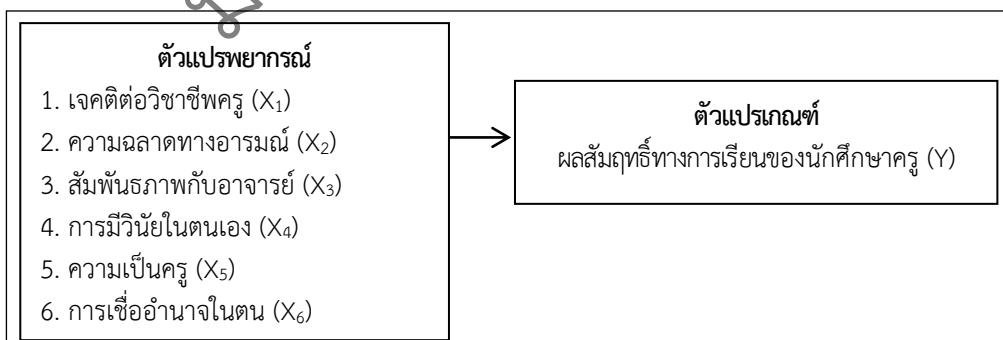 ตัวแปรพยากรณ์
1. เจคติต่อวิชาชีพครู (X₁)
2. ความฉลาดทางอารมณ์ (X₂)
3. สัมพันธภาพกับอาจารย์ (X₃)
4. การมีวินัยในตนเอง (X₄)
5. ความเป็นครู (X₅)
6. การเชื่ออำนาจในตน (X₆)
ตัวแปรเกณฑ์
ผลสัมฤทธิ์ทางการเรียนของนักศึกษาครู (Y)